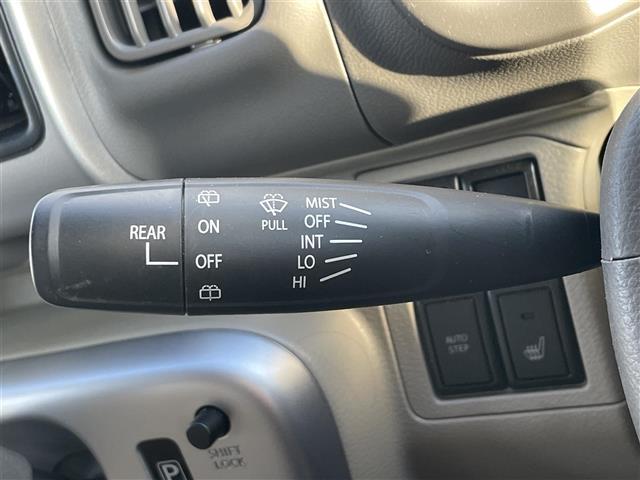 REAR
ON
OFF
PULL
MIST
OFF
INT
LO
HI
AUTO
STEP
SHIFT
LOCK
P